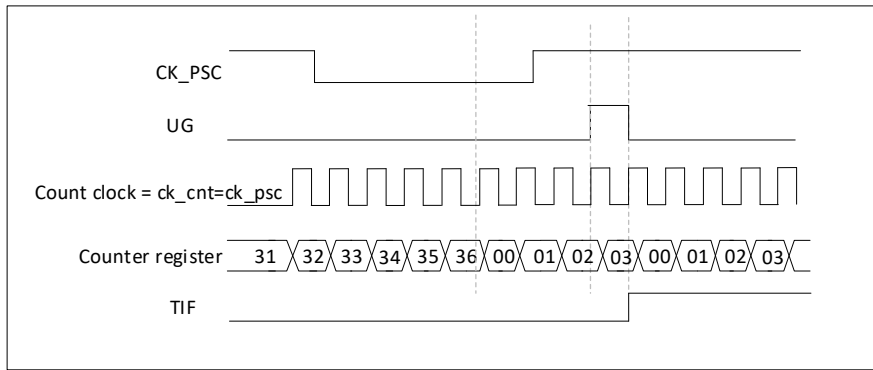 CK_PSC
UG
Count clock = ck_cnt=ck_psc
Counter register 31 32 33 34 35 36 00 01 02 03 00 01 02 03
TIF